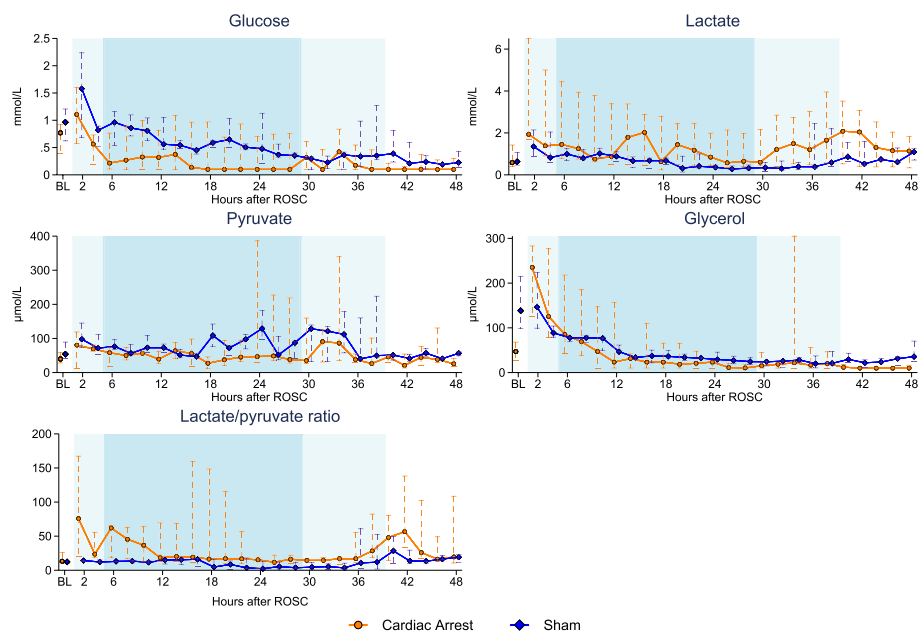 Glucose
2.5
2
1.5
1
.5
0
mmol/L
BL 2 6 12 18 24 30 36 42 48
Hours after ROSC
Lactate
6
4
2
0
mmol/L
BL 2 6 12 18 24 30 36 42 48
Hours after ROSC
Pyruvate
400
300
200
100
0
µmol/L
BL 2 6 12 18 24 30 36 42 48
Hours after ROSC
Glycerol
300
200
100
0
µmol/L
BL 2 6 12 18 24 30 36 42 48
Hours after ROSC
Lactate/pyruvate ratio
200
150
100
50
0
BL 2 6 12 18 24 30 36 42 48
Hours after ROSC
Cardiac Arrest Sham